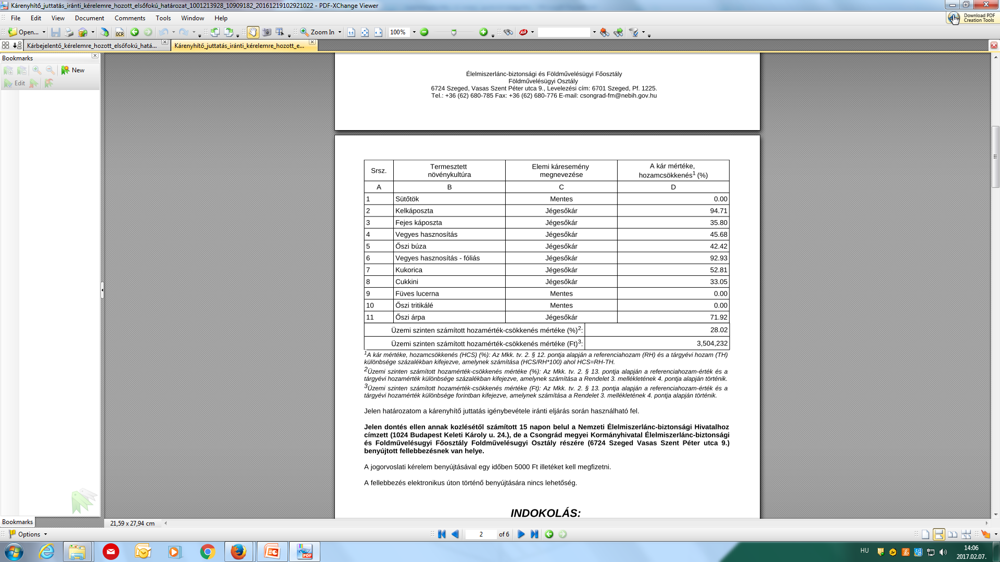 Kárenyhítő_juttatás_iránti_kérelemre_hozott_elsőfokú_határozat_1001213928_10909182_20161219102921022 - PDF-XChange Viewer
File Edit View Document Comments Tools Window Help
Download PDF
Creation Tools
Open... OCR Zoom In 100%
Kárbejelentő_kérelemre_hozott_elsőfokú_hatá...
Kárenyhítő_juttatás_iránti_kérelemre_hozott_e...
Bookmarks
New
Edit
Élelmiszerlánc-biztonsági és Földművelésügyi Főosztály
Földművelésügyi Osztály
6724 Szeged, Vasas Szent Péter utca 9., Levelezési cím: 6701 Szeged, Pf. 1225.
Tel.: +36 (62) 680-785 Fax: +36 (62) 680-776 E-mail: csongrad-fm@nebih.gov.hu
Srsz. Termesztett növénykultúra Elemi káresemény megnevezése A kár mértéke, hozamcsökkenés1 (%)
A B C D
1 Sütőtök Mentes 0.00
2 Kelkáposzta Jégesőkár 94.71
3 Fejes káposzta Jégesőkár 35.80
4 Vegyes hasznosítás Jégesőkár 45.68
5 Őszi búza Jégesőkár 42.42
6 Vegyes hasznosítás - fóliás Jégesőkár 92.93
7 Kukorica Jégesőkár 52.81
8 Cukkini Jégesőkár 33.05
9 Füves lucerna Mentes 0.00
10 Őszi tritikálé Mentes 0.00
11 Őszi árpa Jégesőkár 71.92
Üzemi szinten számított hozamérték-csökkenés mértéke (%)2: 28.02
Üzemi szinten számított hozamérték-csökkenés mértéke (Ft)3: 3,504,232
1A kár mértéke, hozamcsökkenés (HCS) (%): Az Mkk. tv. 2. § 12. pontja alapján a referenciahozam (RH) és a tárgyévi hozam (TH)
különbsége százalékban kifejezve, amelynek számítása (HCS/RH*100) ahol HCS=RH-TH.
2Üzemi szinten számított hozamérték-csökkenés mértéke (%): Az Mkk. tv. 2. § 13. pontja alapján a referenciahozam-érték és a
tárgyévi hozamérték különbsége százalékban kifejezve, amelynek számítása a Rendelet 3. mellékletének 4. pontja alapján történik.
3Üzemi szinten számított hozamérték-csökkenés mértéke (Ft): Az Mkk. tv. 2. § 13. pontja alapján a referenciahozam-érték és a
tárgyévi hozamérték különbsége forintban kifejezve, amelynek számítása a Rendelet 3. mellékletének 4. pontja alapján történik.
Jelen határozatom a kárenyhítő juttatás igénybevétele iránti eljárás során használható fel.
Jelen dontés ellen annak kozlésétől számított 15 napon belul a Nemzeti Élelmiszerlánc-biztonsági Hivatalhoz
címzett (1024 Budapest Keleti Károly u. 24.), de a Csongrád megyei Kormányhivatal Élelmiszerlánc-biztonsági
és Foldművelésugyi Főosztály Foldművelésugyi Osztály részére (6724 Szeged Vasas Szent Péter utca 9.)
benyújtott fellebbezésnek van helye.
A jogorvoslati kérelem benyújtásával egy időben 5000 Ft illetéket kell megfizetni.
A fellebbezés elektronikus úton történő benyújtására nincs lehetőség.
INDOKOLÁS:
Bookmarks
21,59 x 27,94 cm
Options
2 of 6
HU
14:06
2017.02.07.